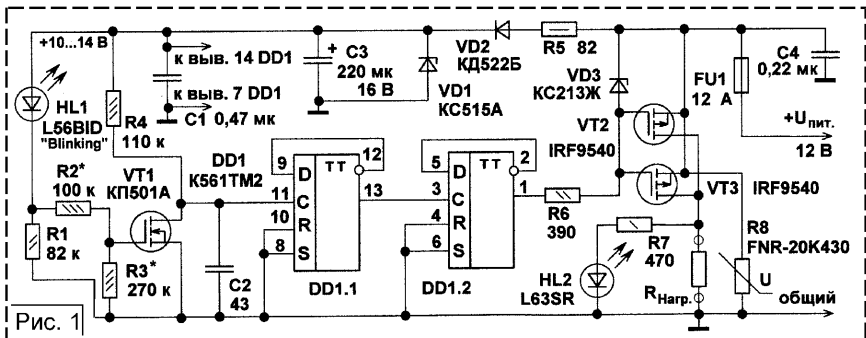 +10...14 В
к выв. 14 DD1
к выв. 7 DD1
C1 0,47 мк
+
C3
220 мк
16 В
VD2
КД522Б
R5 82
VD1
КС515А
VD3
КС213Ж
FU1
12 А
C4
0,22 мк
+Uпит.
12 В
HL1
L56BID
"Blinking"
R4
110 к
R2*
100 к
VT1
КП501А
DD1
К561ТМ2
R1
82 к
R3*
270 к
C2
43
9
11
10
8
D
C
R
S
TT
12
13
DD1.1
5
3
4
6
D
C
R
S
TT
2
1
DD1.2
R6
390
VT2
IRF9540
VT3
IRF9540
HL2
L63SR
R7
470
RНагр.
R8
FNR-20K430
U
общий
Рис. 1